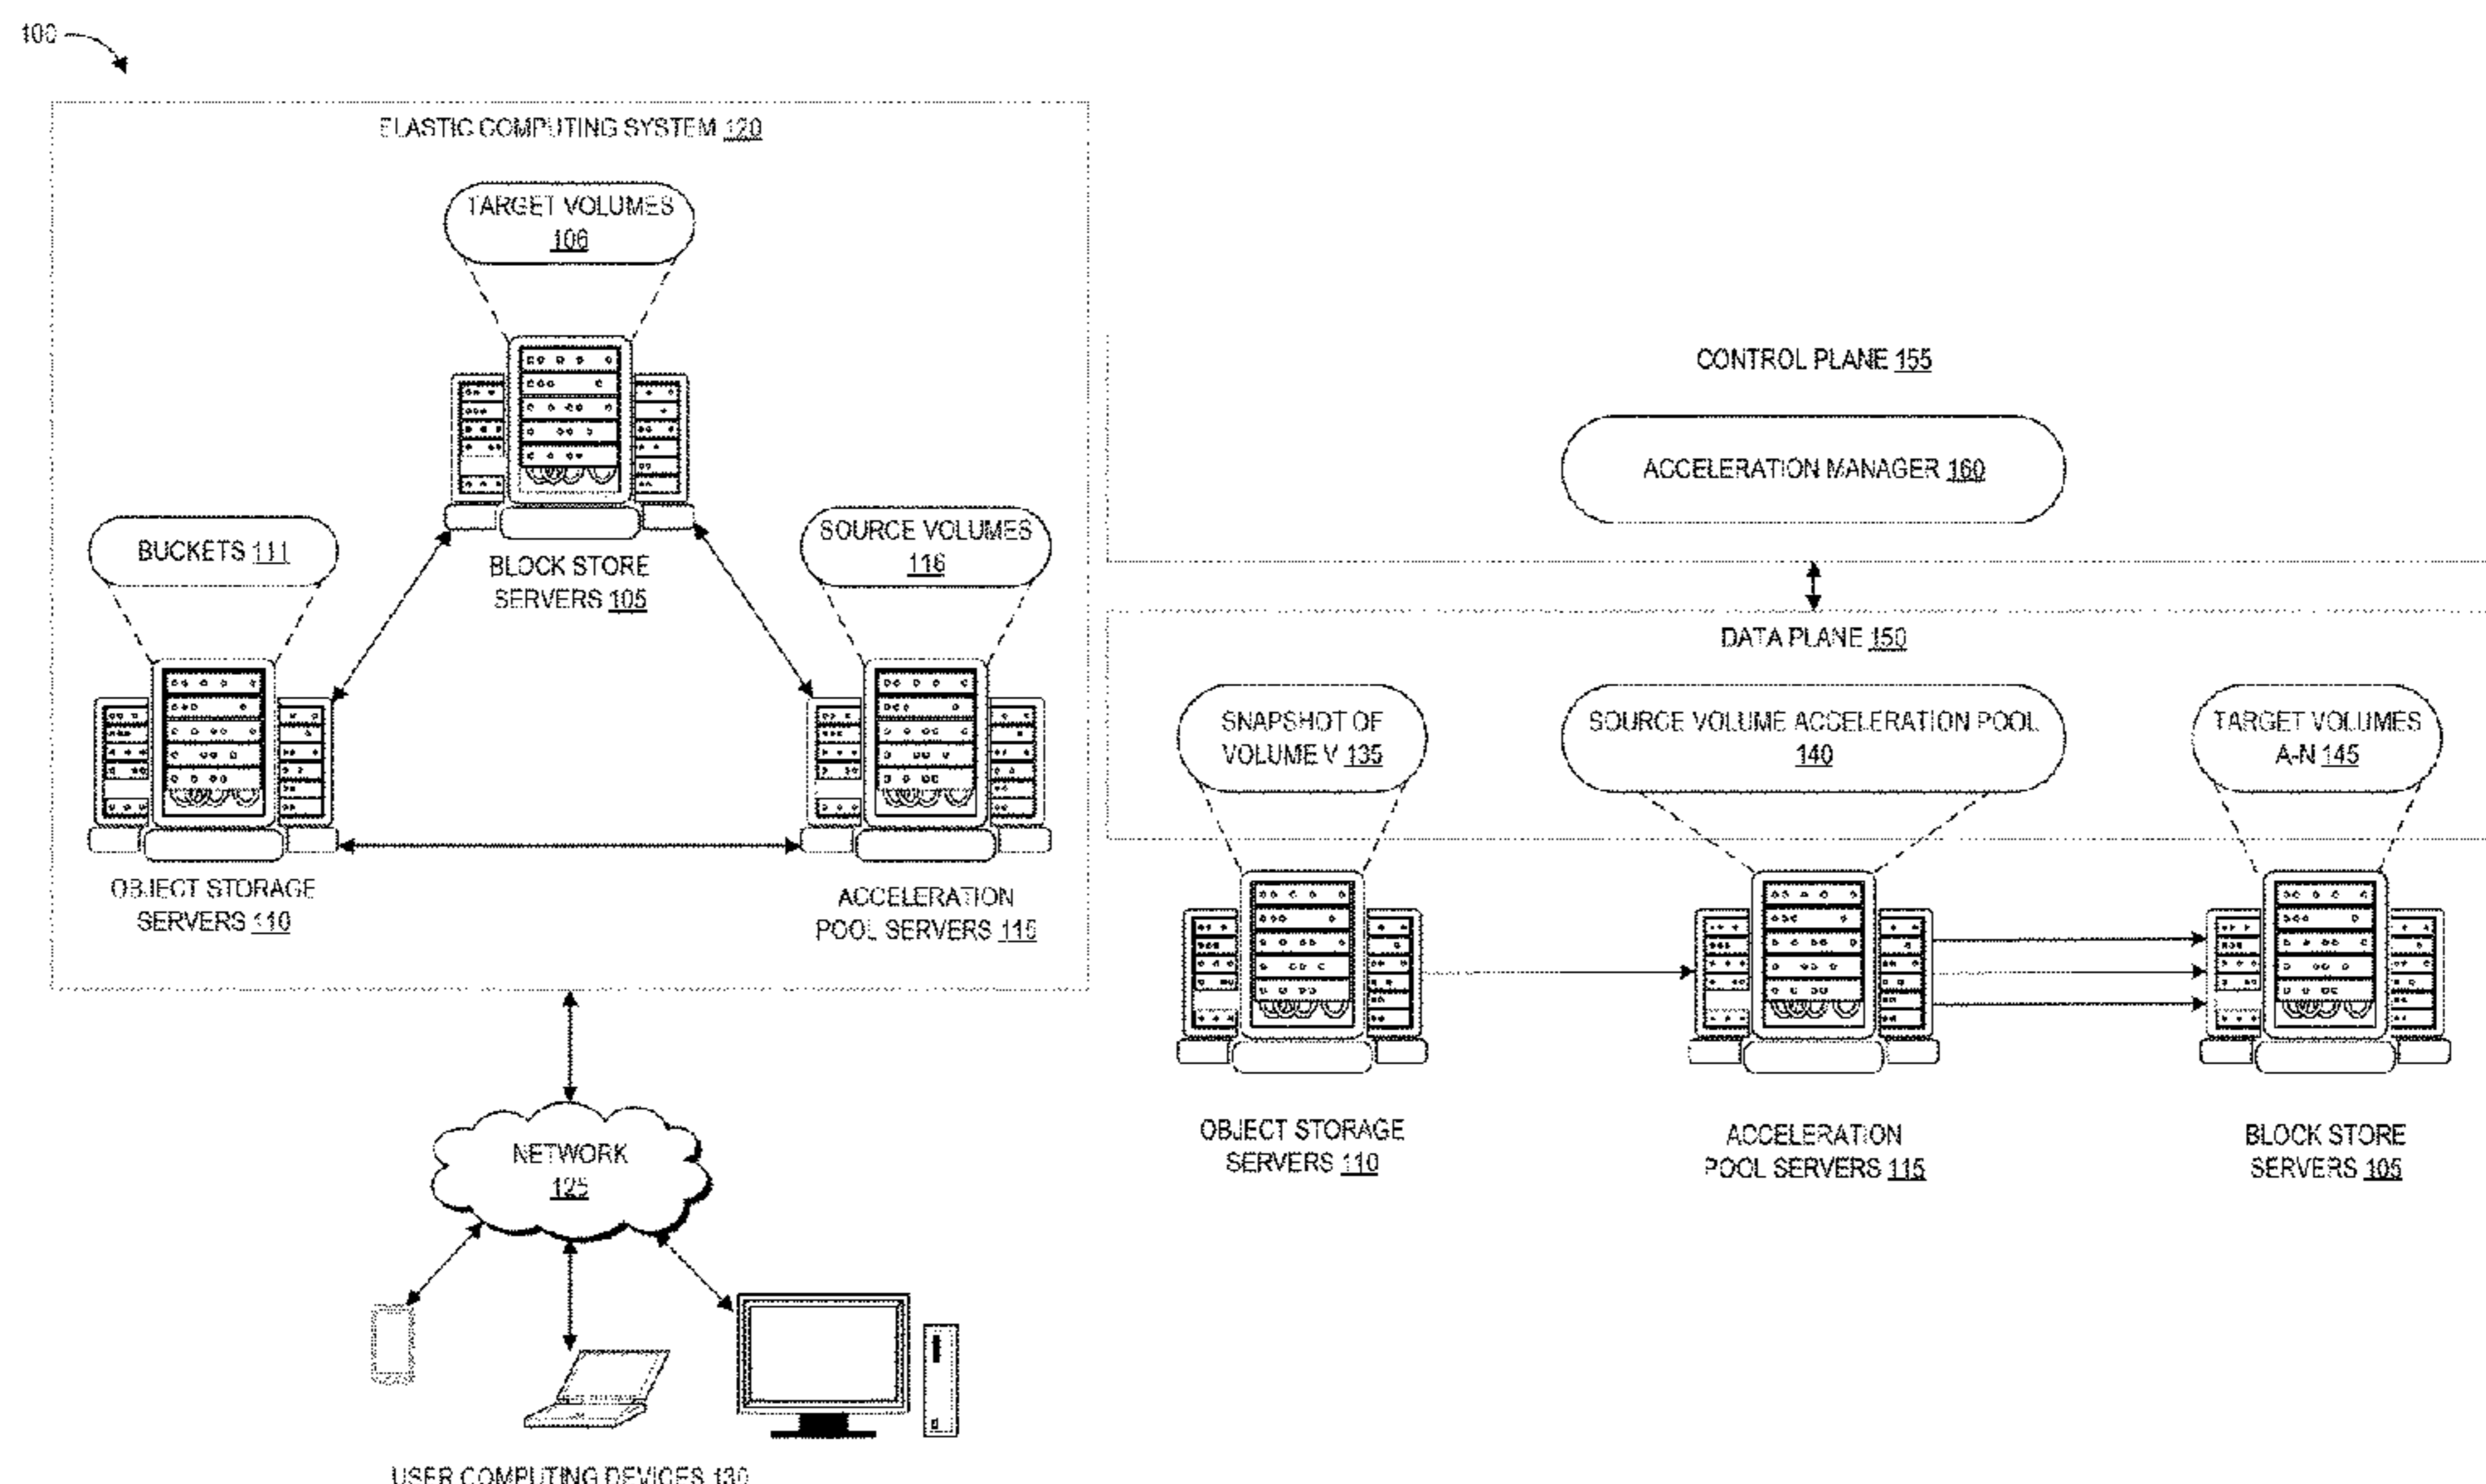 100
ELASTIC COMPUTING SYSTEM 120
TARGET VOLUMES
106
BLOCK STORE
SERVERS 105
BUCKETS 111
OBJECT STORAGE
SERVERS 110
SOURCE VOLUMES
116
ACCELERATION
POOL SERVERS 115
NETWORK
125
USER COMPUTING DEVICES 130
CONTROL PLANE 155
ACCELERATION MANAGER 160
DATA PLANE 150
SNAPSHOT OF
VOLUME V 135
SOURCE VOLUME ACCELERATION POOL
140
TARGET VOLUMES
A-N 145
OBJECT STORAGE
SERVERS 110
ACCELERATION
POOL SERVERS 115
BLOCK STORE
SERVERS 105